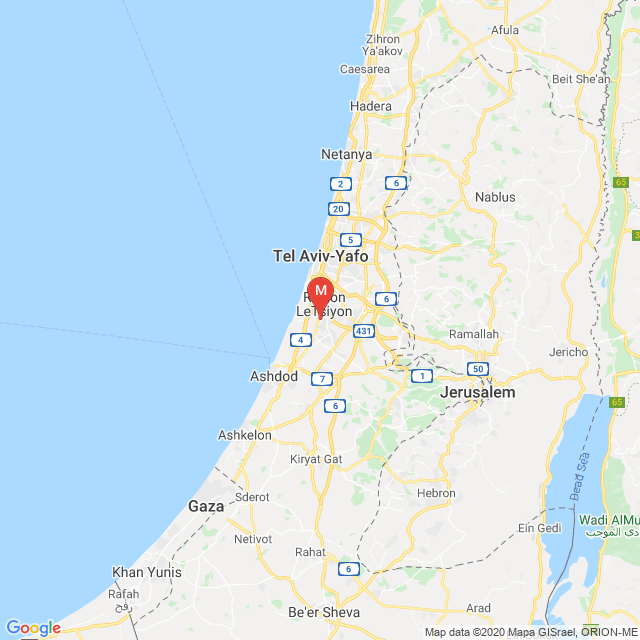 Afula
Zihron
Ya'akov
Caesarea
Beit She'an
Hadera
Netanya
2
6
65
Nablus
20
5
Tel Aviv-Yafo
M
LeTsiyon
6
431
4
Ramallah
Jericho
Ashdod
7
1
50
Jerusalem
6
65
Ashkelon
Kiryat Gat
Dead Sea
Hebron
Sderot
Gaza
Wadi AlMu
Ein Gedi
Netivot
Rahat
6
Khan Yunis
Rafah
رفح
Be'er Sheva
Arad
Google
Map data ©2020 Mapa GISrael, ORION-ME